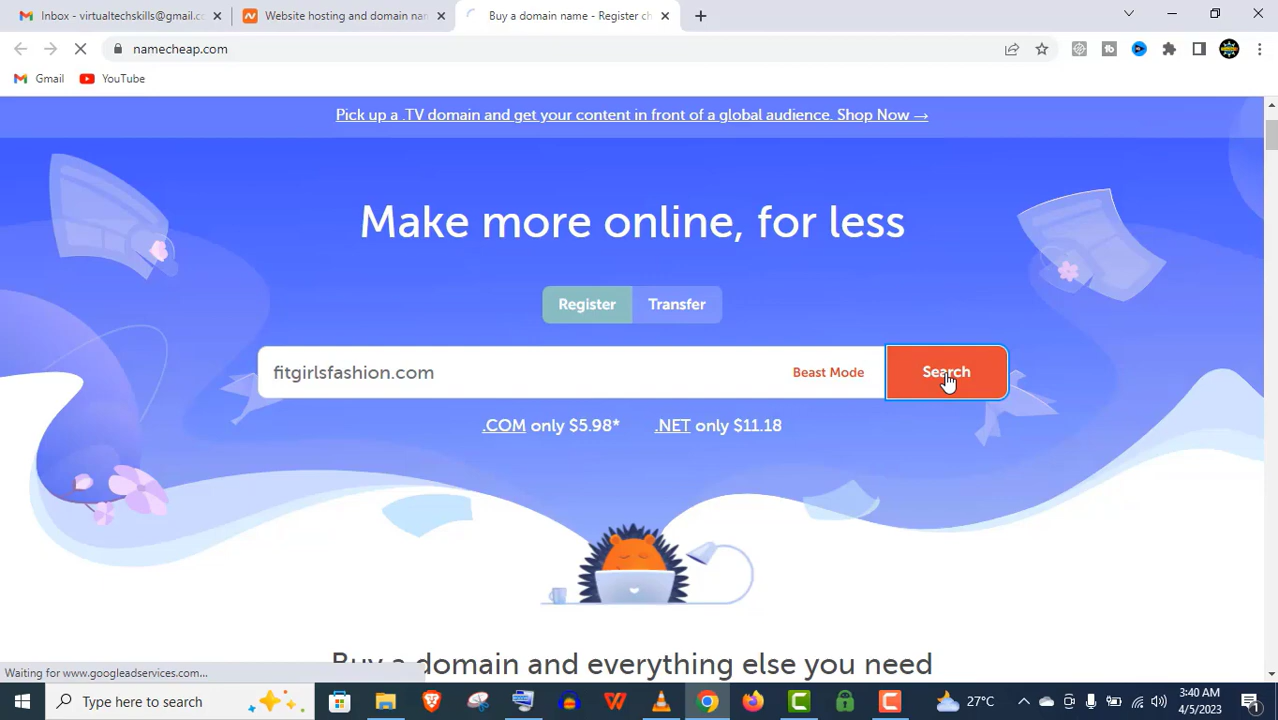 Inbox - virtualtechskills@gmail.co
Website hosting and domain nam
Buy a domain name - Register ch
namecheap.com
Gmail
YouTube
Pick up a .TV domain and get your content in front of a global audience. Shop Now →
Make more online, for less
Register
Transfer
fitgirlsfashion.com
Beast Mode
Search
.COM only $5.98*
.NET only $11.18
Buy a domain and everything else you need
Waiting for www.googleadservices.com...
Type here to search
27°C
3:40 AM
4/5/2023
1